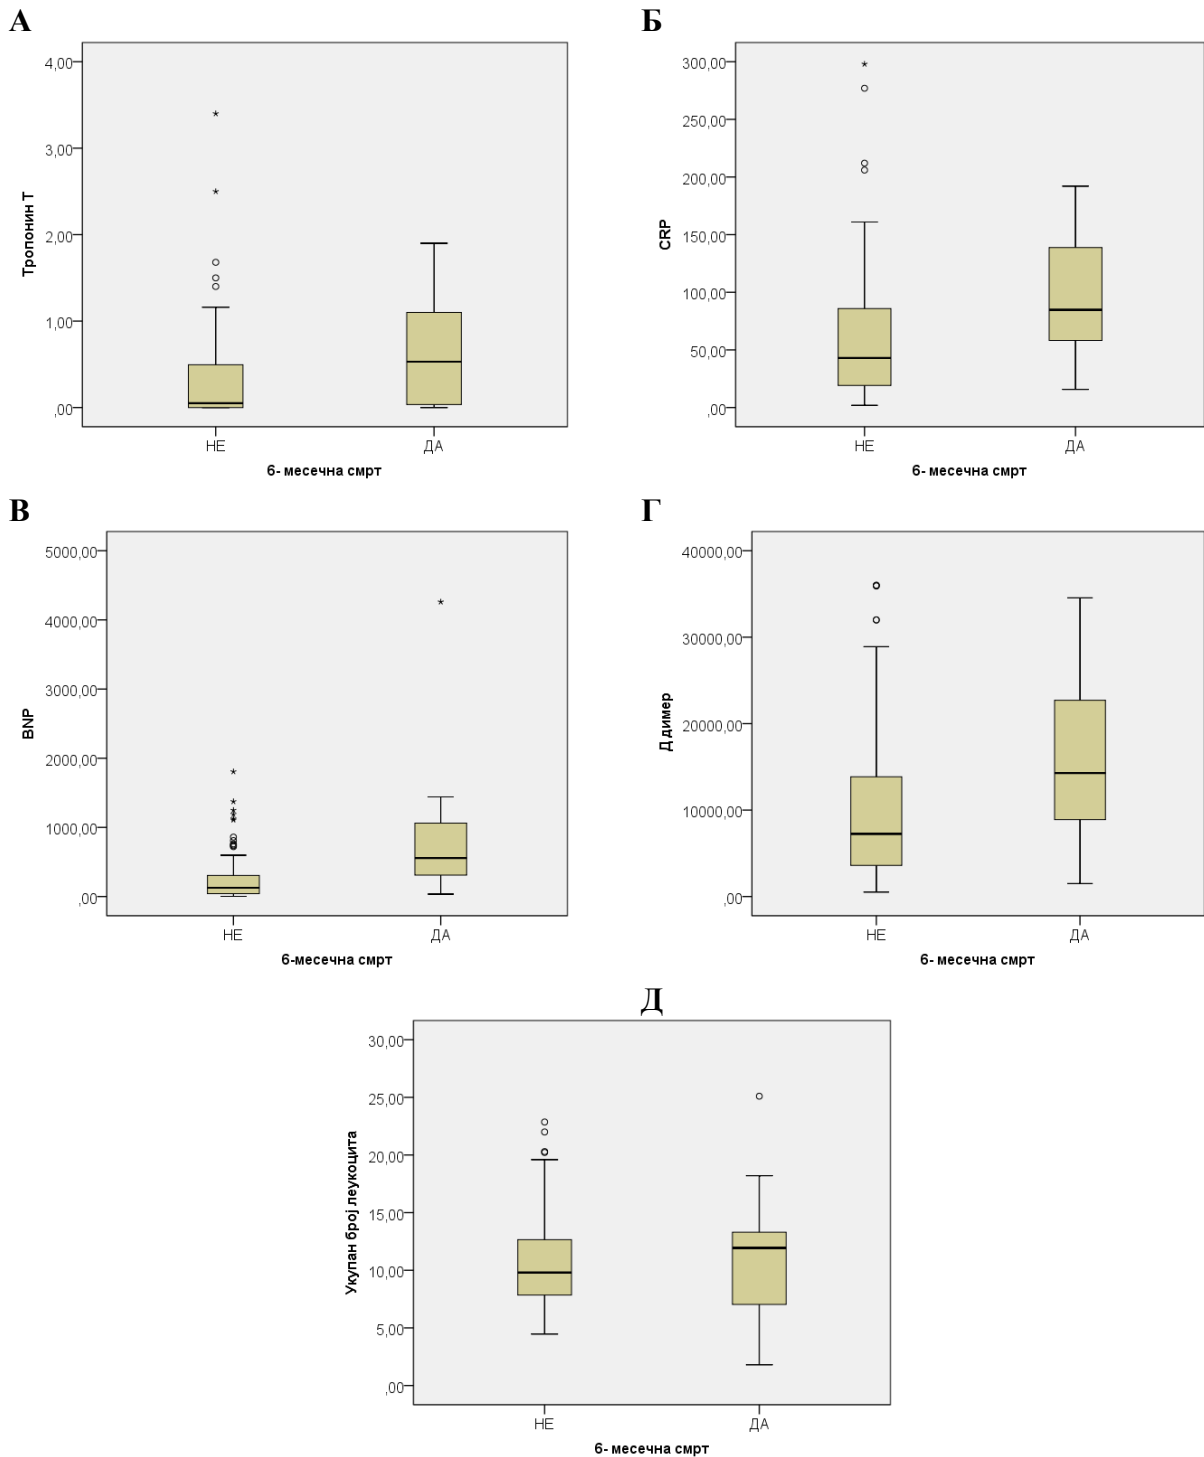 А
4,00
3,00
2,00
1,00
,00
Тропонин Т
НЕ
ДА
6- месечна смрт
Б
300,00
250,00
200,00
150,00
100,00
50,00
,00
CRP
НЕ
ДА
6- месечна смрт
В
5000,00
4000,00
3000,00
2000,00
1000,00
,00
BNP
НЕ
ДА
6-месечна смрт
Г
40000,00
30000,00
20000,00
10000,00
,00
Д димер
НЕ
ДА
6- месечна смрт
Д
30,00
25,00
20,00
15,00
10,00
5,00
,00
Укупан број леукоцита
НЕ
ДА
6- месечна смрт